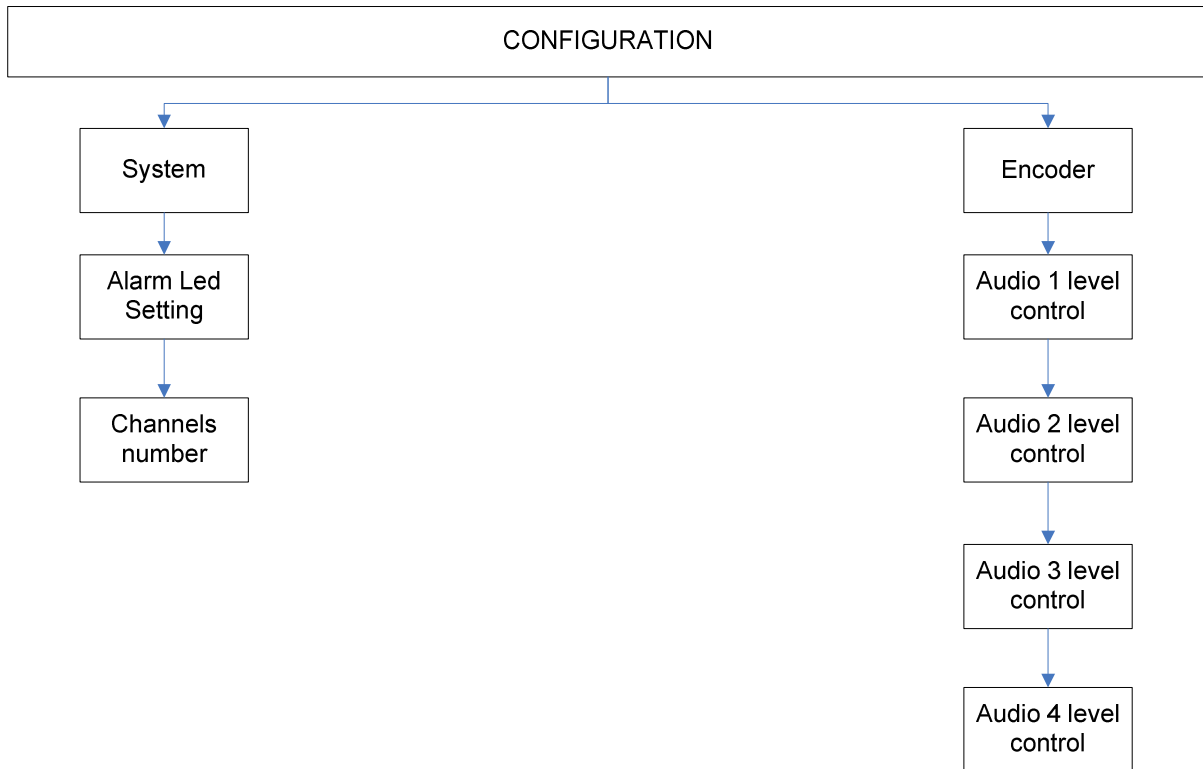 CONFIGURATION
System
Encoder
Alarm Led
Setting
Audio 1 level
control
Channels
number
Audio 2 level
control
Audio 3 level
control
Audio 4 level
control